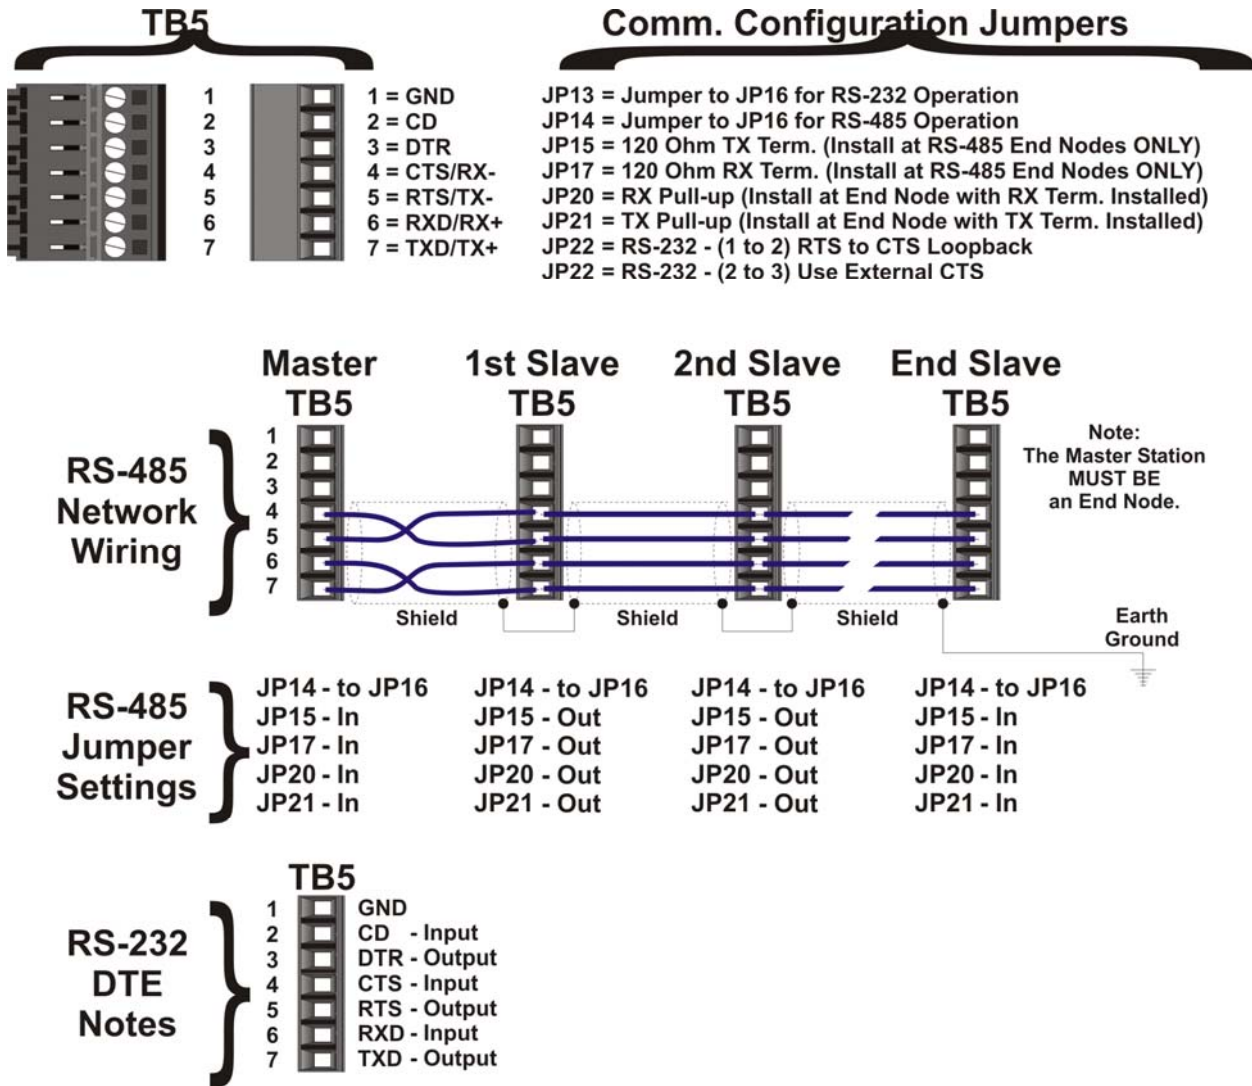 TB5
1
2
3
4
5
6
7
1 = GND
2 = CD
3 = DTR
4 = CTS/RX-
5 = RTS/TX-
6 = RXD/RX+
7 = TXD/TX+
Comm. Configuration Jumpers
JP13 = Jumper to JP16 for RS-232 Operation
JP14 = Jumper to JP16 for RS-485 Operation
JP15 = 120 Ohm TX Term. (Install at RS-485 End Nodes ONLY)
JP17 = 120 Ohm RX Term. (Install at RS-485 End Nodes ONLY)
JP20 = RX Pull-up (Install at End Node with RX Term. Installed)
JP21 = TX Pull-up (Install at End Node with TX Term. Installed)
JP22 = RS-232 - (1 to 2) RTS to CTS Loopback
JP22 = RS-232 - (2 to 3) Use External CTS
RS-485
Network
Wiring
Master
TB5
1
2
3
4
5
6
7
1st Slave
TB5
2nd Slave
TB5
End Slave
TB5
Note:
The Master Station
MUST BE
an End Node.
Shield
Shield
Shield
Earth
Ground
RS-485
Jumper
Settings
JP14 - to JP16
JP15 - In
JP17 - In
JP20 - In
JP21 - In
JP14 - to JP16
JP15 - Out
JP17 - Out
JP20 - Out
JP21 - Out
JP14 - to JP16
JP15 - Out
JP17 - Out
JP20 - Out
JP21 - Out
JP14 - to JP16
JP15 - In
JP17 - In
JP20 - In
JP21 - In
RS-232
DTE
Notes
TB5
1 GND
2 CD - Input
3 DTR - Output
4 CTS - Input
5 RTS - Output
6 RXD - Input
7 TXD - Output